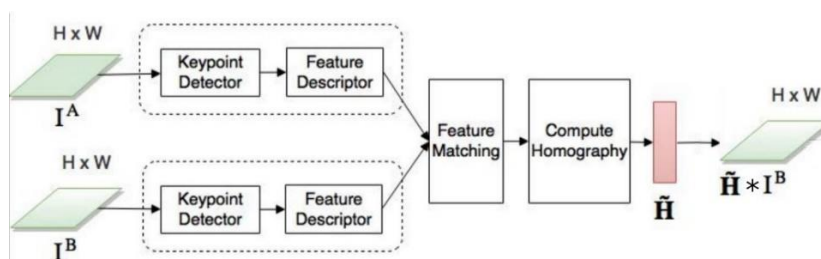 H x W
I^A
Keypoint
Detector
Feature
Descriptor
H x W
I^B
Keypoint
Detector
Feature
Descriptor
Feature
Matching
Compute
Homography
H̃
H x W
H̃ * I^B